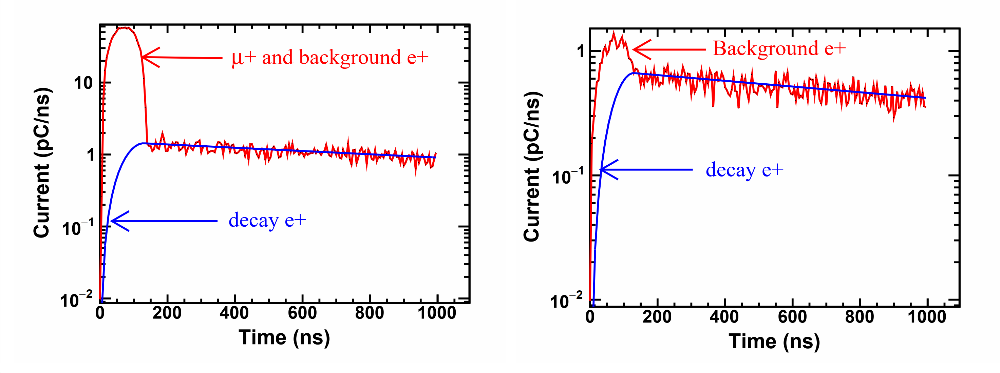 Current (pC/ns)
10
1
10⁻¹
10⁻²
μ+ and background e+
decay e+
0 200 400 600 800 1000
Time (ns)
Current (pC/ns)
1
10⁻¹
10⁻²
Background e+
decay e+
0 200 400 600 800 1000
Time (ns)